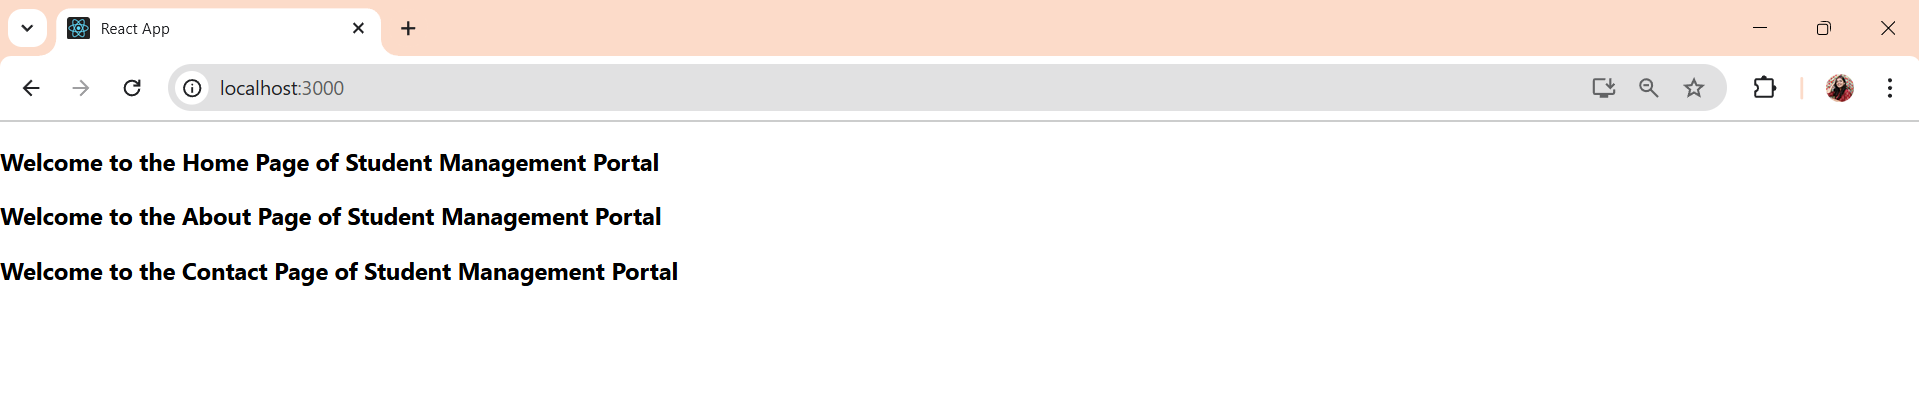 React App
localhost:3000
Welcome to the Home Page of Student Management Portal
Welcome to the About Page of Student Management Portal
Welcome to the Contact Page of Student Management Portal